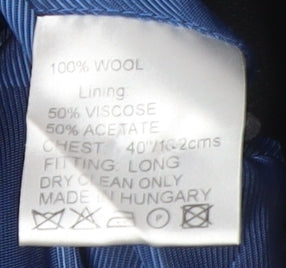 100% WOOL
Lining:
50% VISCOSE
50% ACETATE
CHEST 40"/102cms
FITTING: LONG
DRY CLEAN ONLY
MADE IN HUNGARY
P